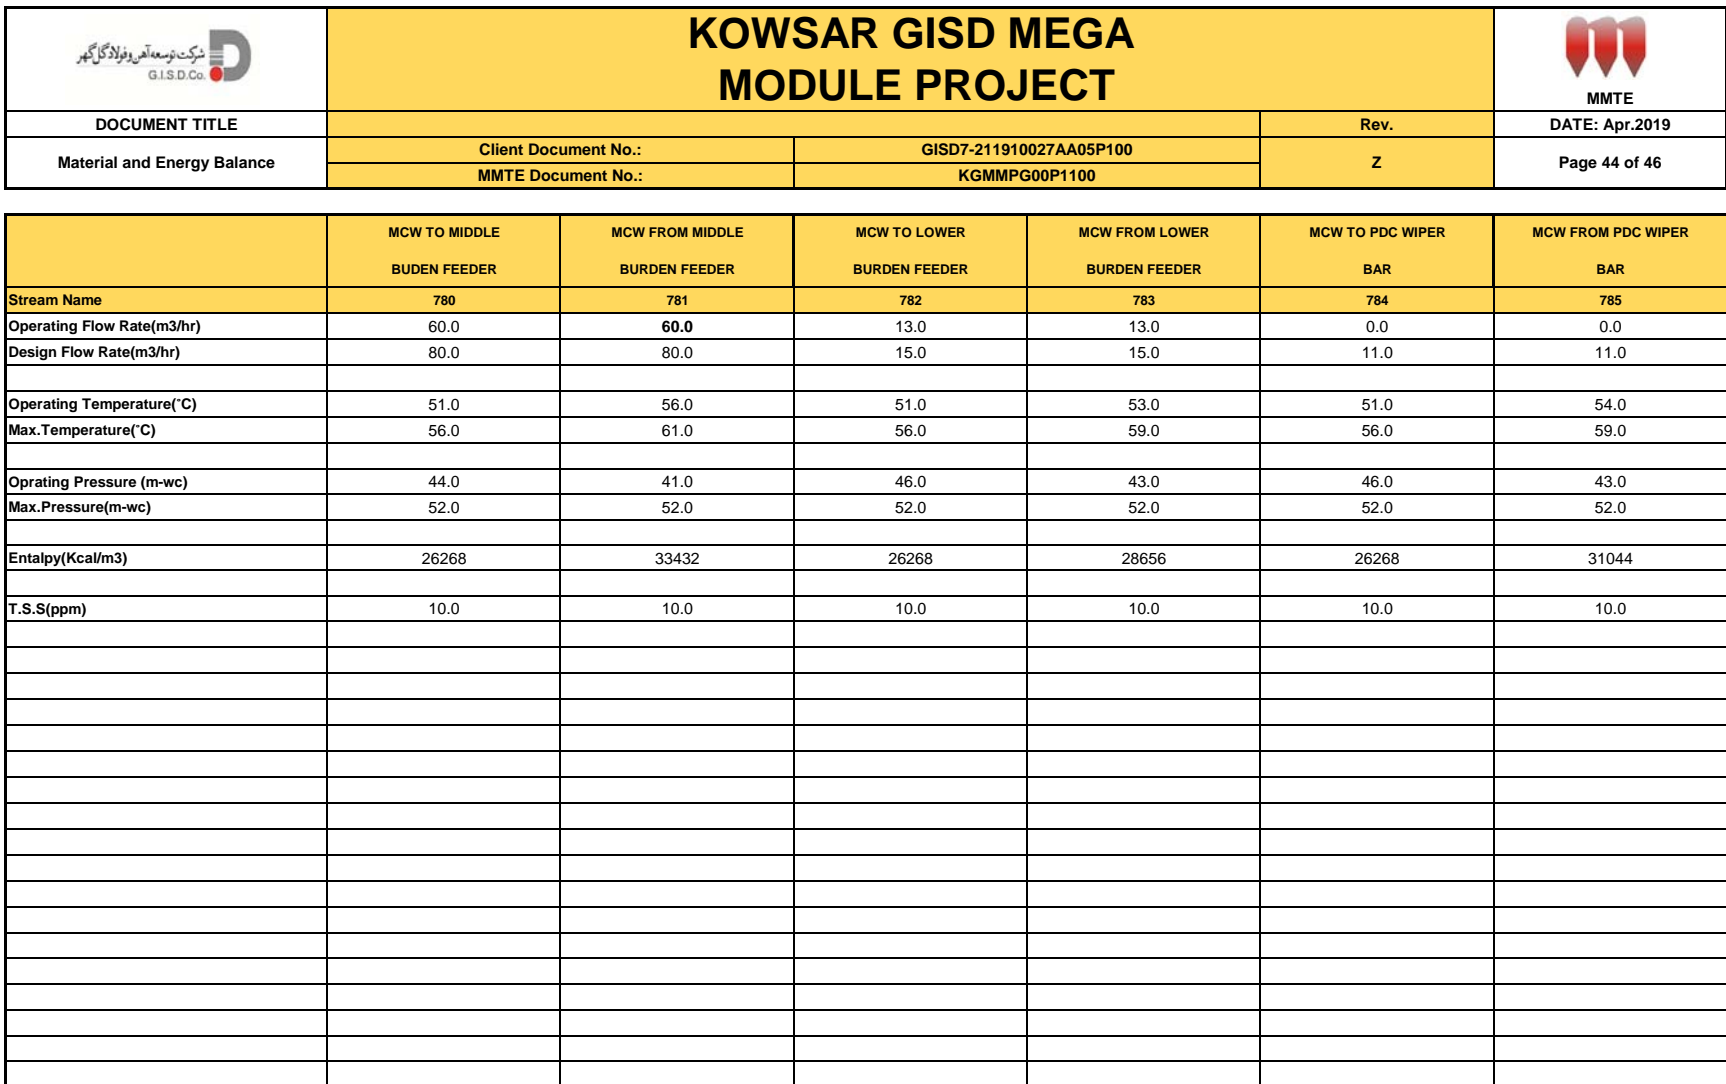 شرکت توسعه آهن و فولاد گل گهر
G.I.S.D.Co.
KOWSAR GISD MEGA
MODULE PROJECT
MMTE
DOCUMENT TITLE
Rev.
DATE: Apr.2019
Material and Energy Balance
Client Document No.:
GISD7-211910027AA05P100
Z
Page 44 of 46
MMTE Document No.:
KGMMPG00P1100
MCW TO MIDDLE BUDEN FEEDER
MCW FROM MIDDLE BURDEN FEEDER
MCW TO LOWER BURDEN FEEDER
MCW FROM LOWER BURDEN FEEDER
MCW TO PDC WIPER BAR
MCW FROM PDC WIPER BAR
Stream Name 780 781 782 783 784 785
Operating Flow Rate(m3/hr) 60.0 60.0 13.0 13.0 0.0 0.0
Design Flow Rate(m3/hr) 80.0 80.0 15.0 15.0 11.0 11.0
Operating Temperature(˚C) 51.0 56.0 51.0 53.0 51.0 54.0
Max.Temperature(˚C) 56.0 61.0 56.0 59.0 56.0 59.0
Oprating Pressure (m-wc) 44.0 41.0 46.0 43.0 46.0 43.0
Max.Pressure(m-wc) 52.0 52.0 52.0 52.0 52.0 52.0
Entalpy(Kcal/m3) 26268 33432 26268 28656 26268 31044
T.S.S(ppm) 10.0 10.0 10.0 10.0 10.0 10.0